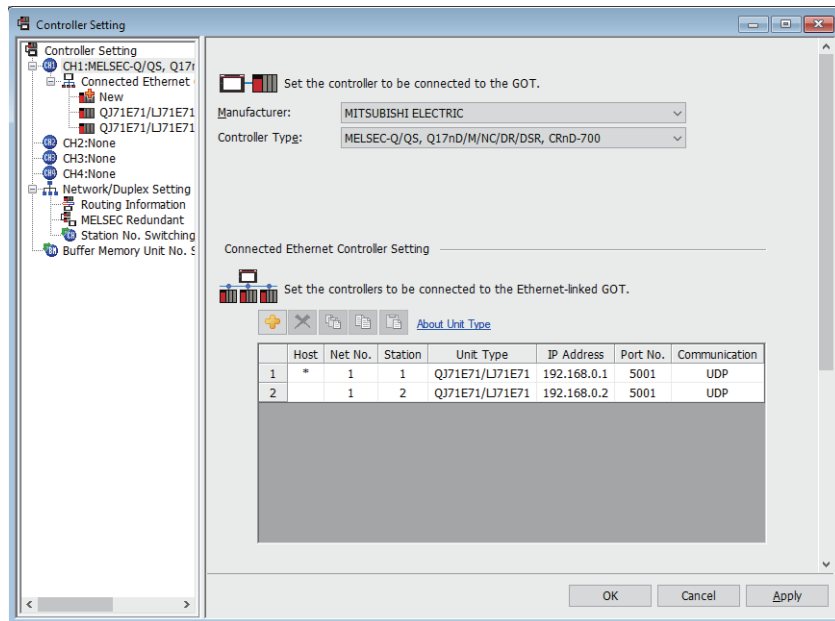 Controller Setting
Controller Setting
CH1:MELSEC-Q/QS, Q17n
Connected Ethernet
New
QJ71E71/LJ71E71
QJ71E71/LJ71E71
CH2:None
CH3:None
CH4:None
Network/Duplex Setting
Routing Information
MELSEC Redundant
Station No. Switching
Buffer Memory Unit No. S
Set the controller to be connected to the GOT.
Manufacturer: MITSUBISHI ELECTRIC
Controller Type: MELSEC-Q/QS, Q17nD/M/NC/DR/DSR, CRnD-700
Connected Ethernet Controller Setting
Set the controllers to be connected to the Ethernet-linked GOT.
About Unit Type
Host Net No. Station Unit Type IP Address Port No. Communication
1 * 1 1 QJ71E71/LJ71E71 192.168.0.1 5001 UDP
2 1 2 QJ71E71/LJ71E71 192.168.0.2 5001 UDP
OK Cancel Apply